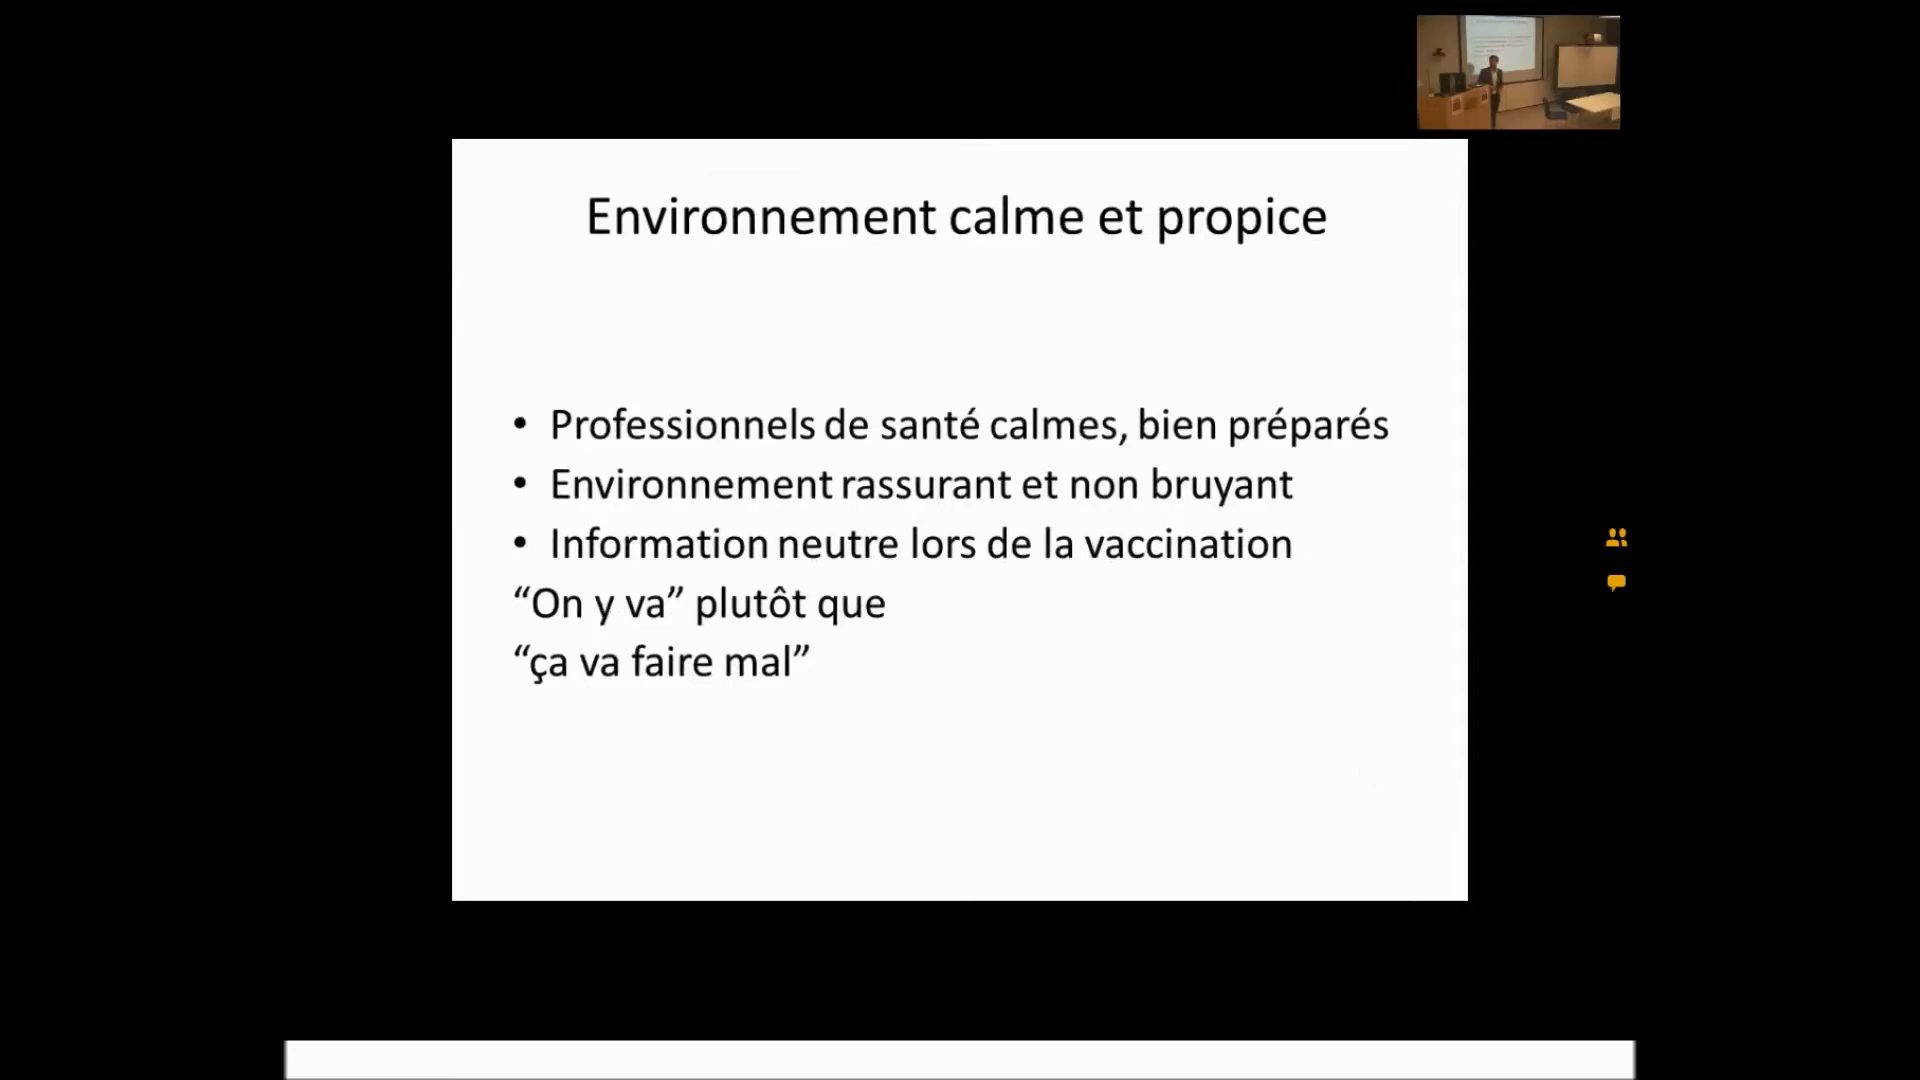 Environnement calme et propice
• Professionnels de santé calmes, bien préparés
• Environnement rassurant et non bruyant
• Information neutre lors de la vaccination
“On y va” plutôt que
“ça va faire mal”